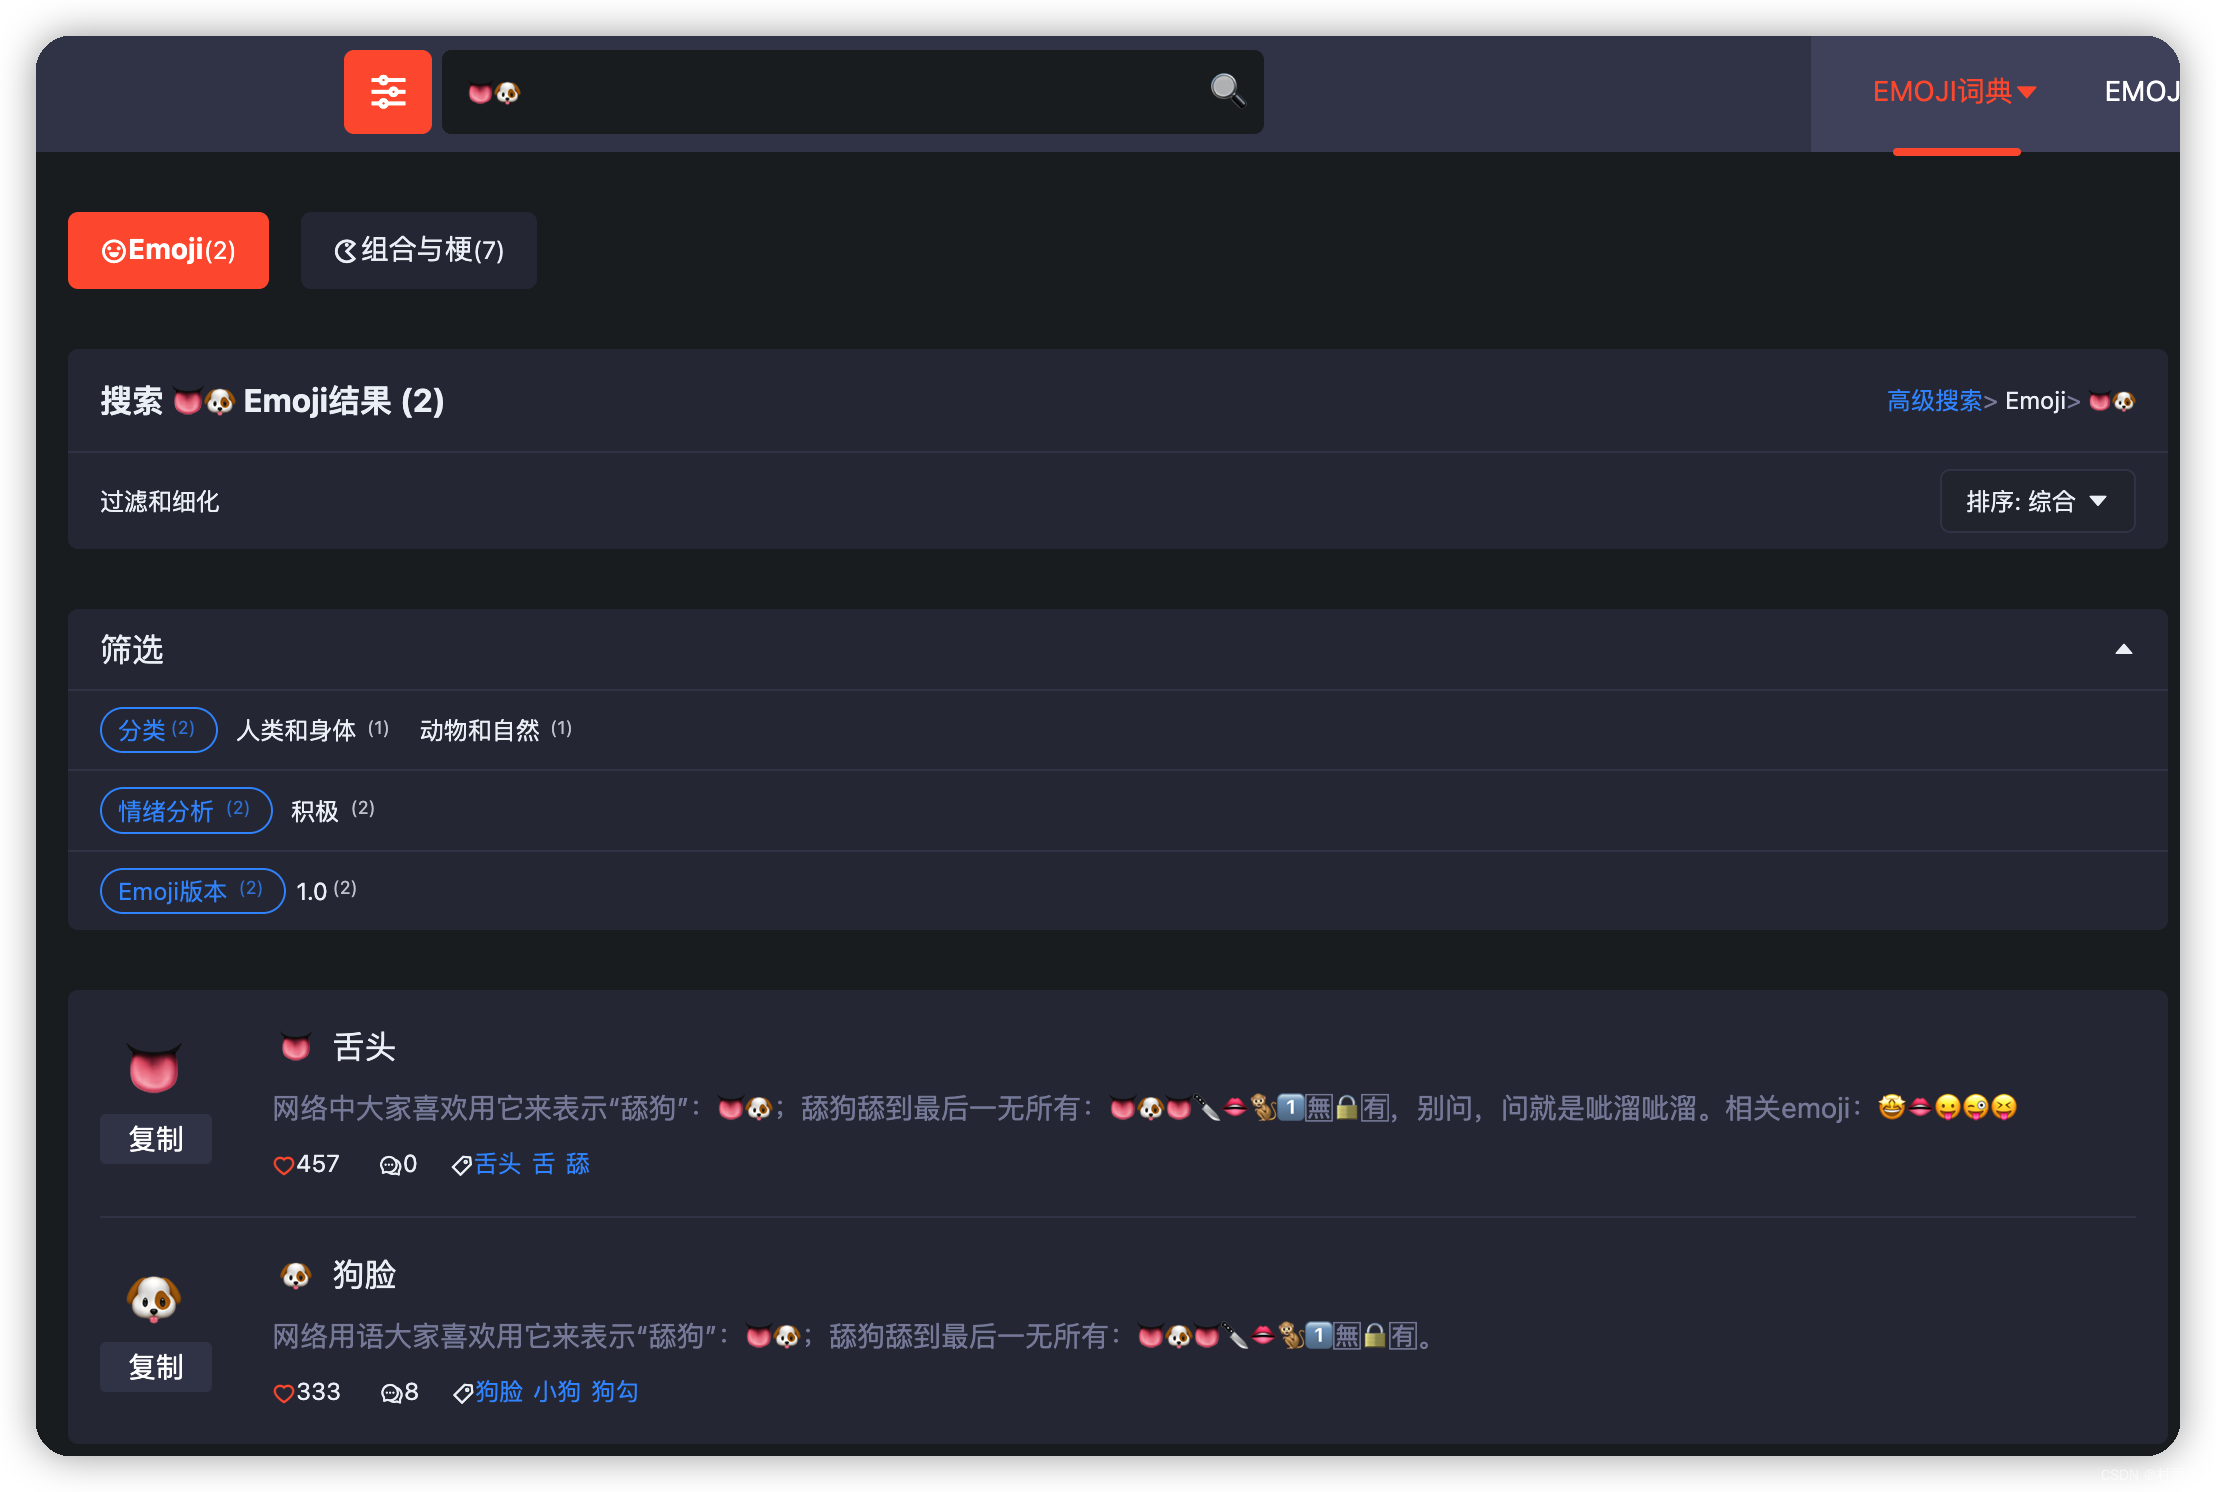 👅🐶
EMOJI词典
EMOJ
Emoji(2)
组合与梗(7)
搜索 👅🐶 Emoji结果 (2)
高级搜索> Emoji> 👅🐶
过滤和细化
排序: 综合
筛选
分类 (2) 人类和身体 (1) 动物和自然 (1)
情绪分析 (2) 积极 (2)
Emoji版本 (2) 1.0 (2)
👅 舌头
网络中大家喜欢用它来表示“舔狗”：👅🐶；舔狗舔到最后一无所有：👅🐶👅🔪👄🐒1️⃣🈚🔒🈶，别问，问就是呲溜呲溜。相关emoji：🤩👄😛😜😝
复制
457 0 舌头 舌 舔
🐶 狗脸
网络用语大家喜欢用它来表示“舔狗”：👅🐶；舔狗舔到最后一无所有：👅🐶👅🔪👄🐒1️⃣🈚🔒🈶。
复制
333 8 狗脸 小狗 狗勾